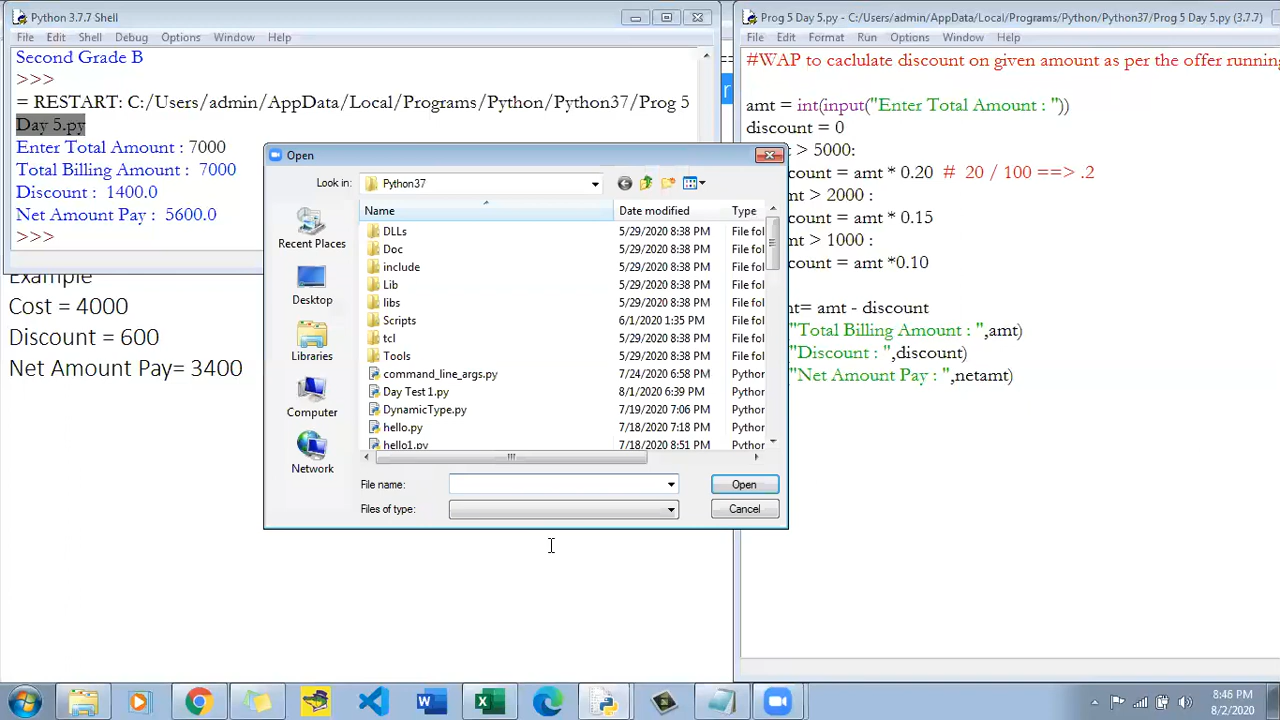 Python 3.7.7 Shell
File Edit Shell Debug Options Window Help
Second Grade B
>>>
= RESTART: C:/Users/admin/AppData/Local/Programs/Python/Python37/Prog 5
Day 5.py
Enter Total Amount : 7000
Total Billing Amount :  7000
Discount :  1400.0
Net Amount Pay :  5600.0
>>>
Example
Cost = 4000
Discount = 600
Net Amount Pay= 3400
Open
Look in: Python37
Name Date modified Type
DLLs 5/29/2020 8:38 PM File fol
Doc 5/29/2020 8:38 PM File fol
include 5/29/2020 8:38 PM File fol
Lib 5/29/2020 8:38 PM File fol
libs 5/29/2020 8:38 PM File fol
Scripts 6/1/2020 1:35 PM File fol
tcl 5/29/2020 8:38 PM File fol
Tools 5/29/2020 8:38 PM File fol
command_line_args.py 7/24/2020 6:58 PM Python
Day Test 1.py 8/1/2020 6:39 PM Python
DynamicType.py 7/19/2020 7:06 PM Python
hello.py 7/18/2020 7:18 PM Python
hello1.py 7/18/2020 8:51 PM Python
Recent Places
Desktop
Libraries
Computer
Network
File name: Open
Files of type: Cancel
Prog 5 Day 5.py - C:/Users/admin/AppData/Local/Programs/Python/Python37/Prog 5 Day 5.py (3.7.7)
File Edit Format Run Options Window Help
#WAP to caclulate discount on given amount as per the offer running
amt = int(input("Enter Total Amount : "))
discount = 0
t > 5000:
count = amt * 0.20  #  20 / 100 ==> .2
mt > 2000 :
count = amt * 0.15
mt > 1000 :
count = amt *0.10
t= amt - discount
"Total Billing Amount : ",amt)
"Discount : ",discount)
"Net Amount Pay : ",netamt)
8:46 PM
8/2/2020